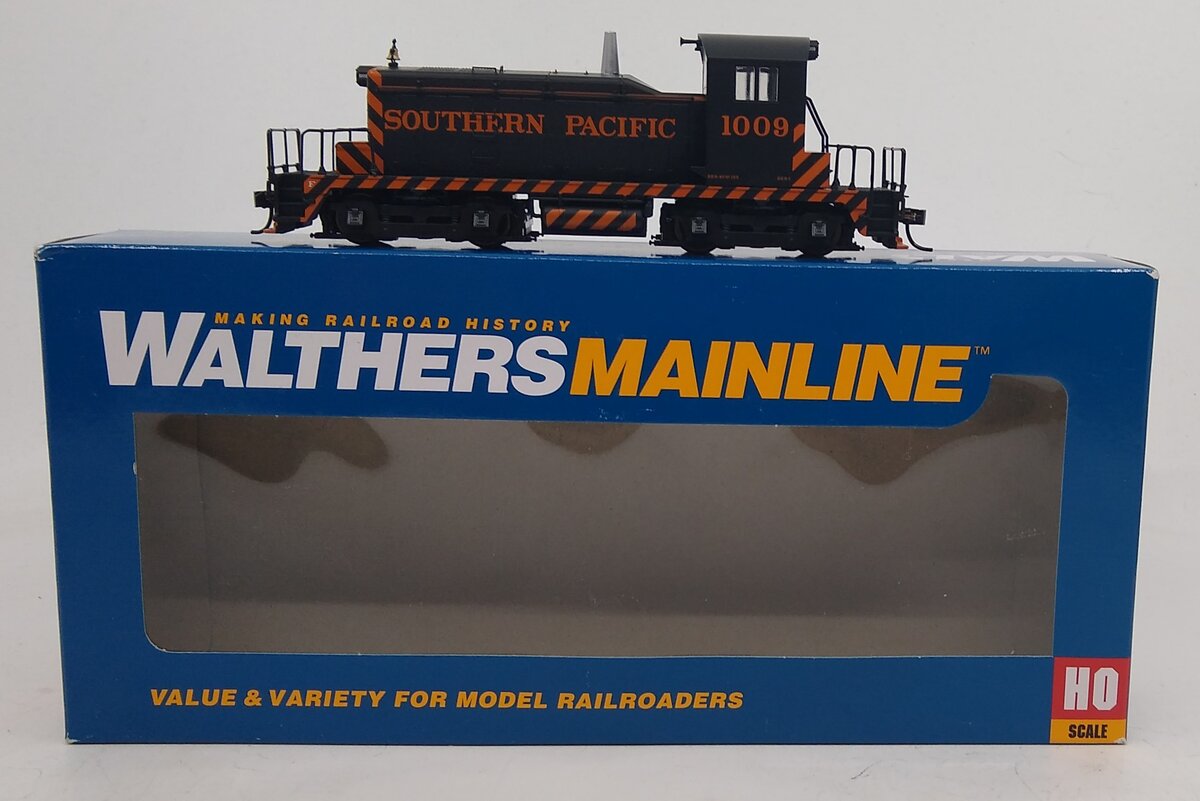 SOUTHERN PACIFIC 1009
F
MAKING RAILROAD HISTORY
WALTHERSMAINLINE™
VALUE & VARIETY FOR MODEL RAILROADERS
HO
SCALE